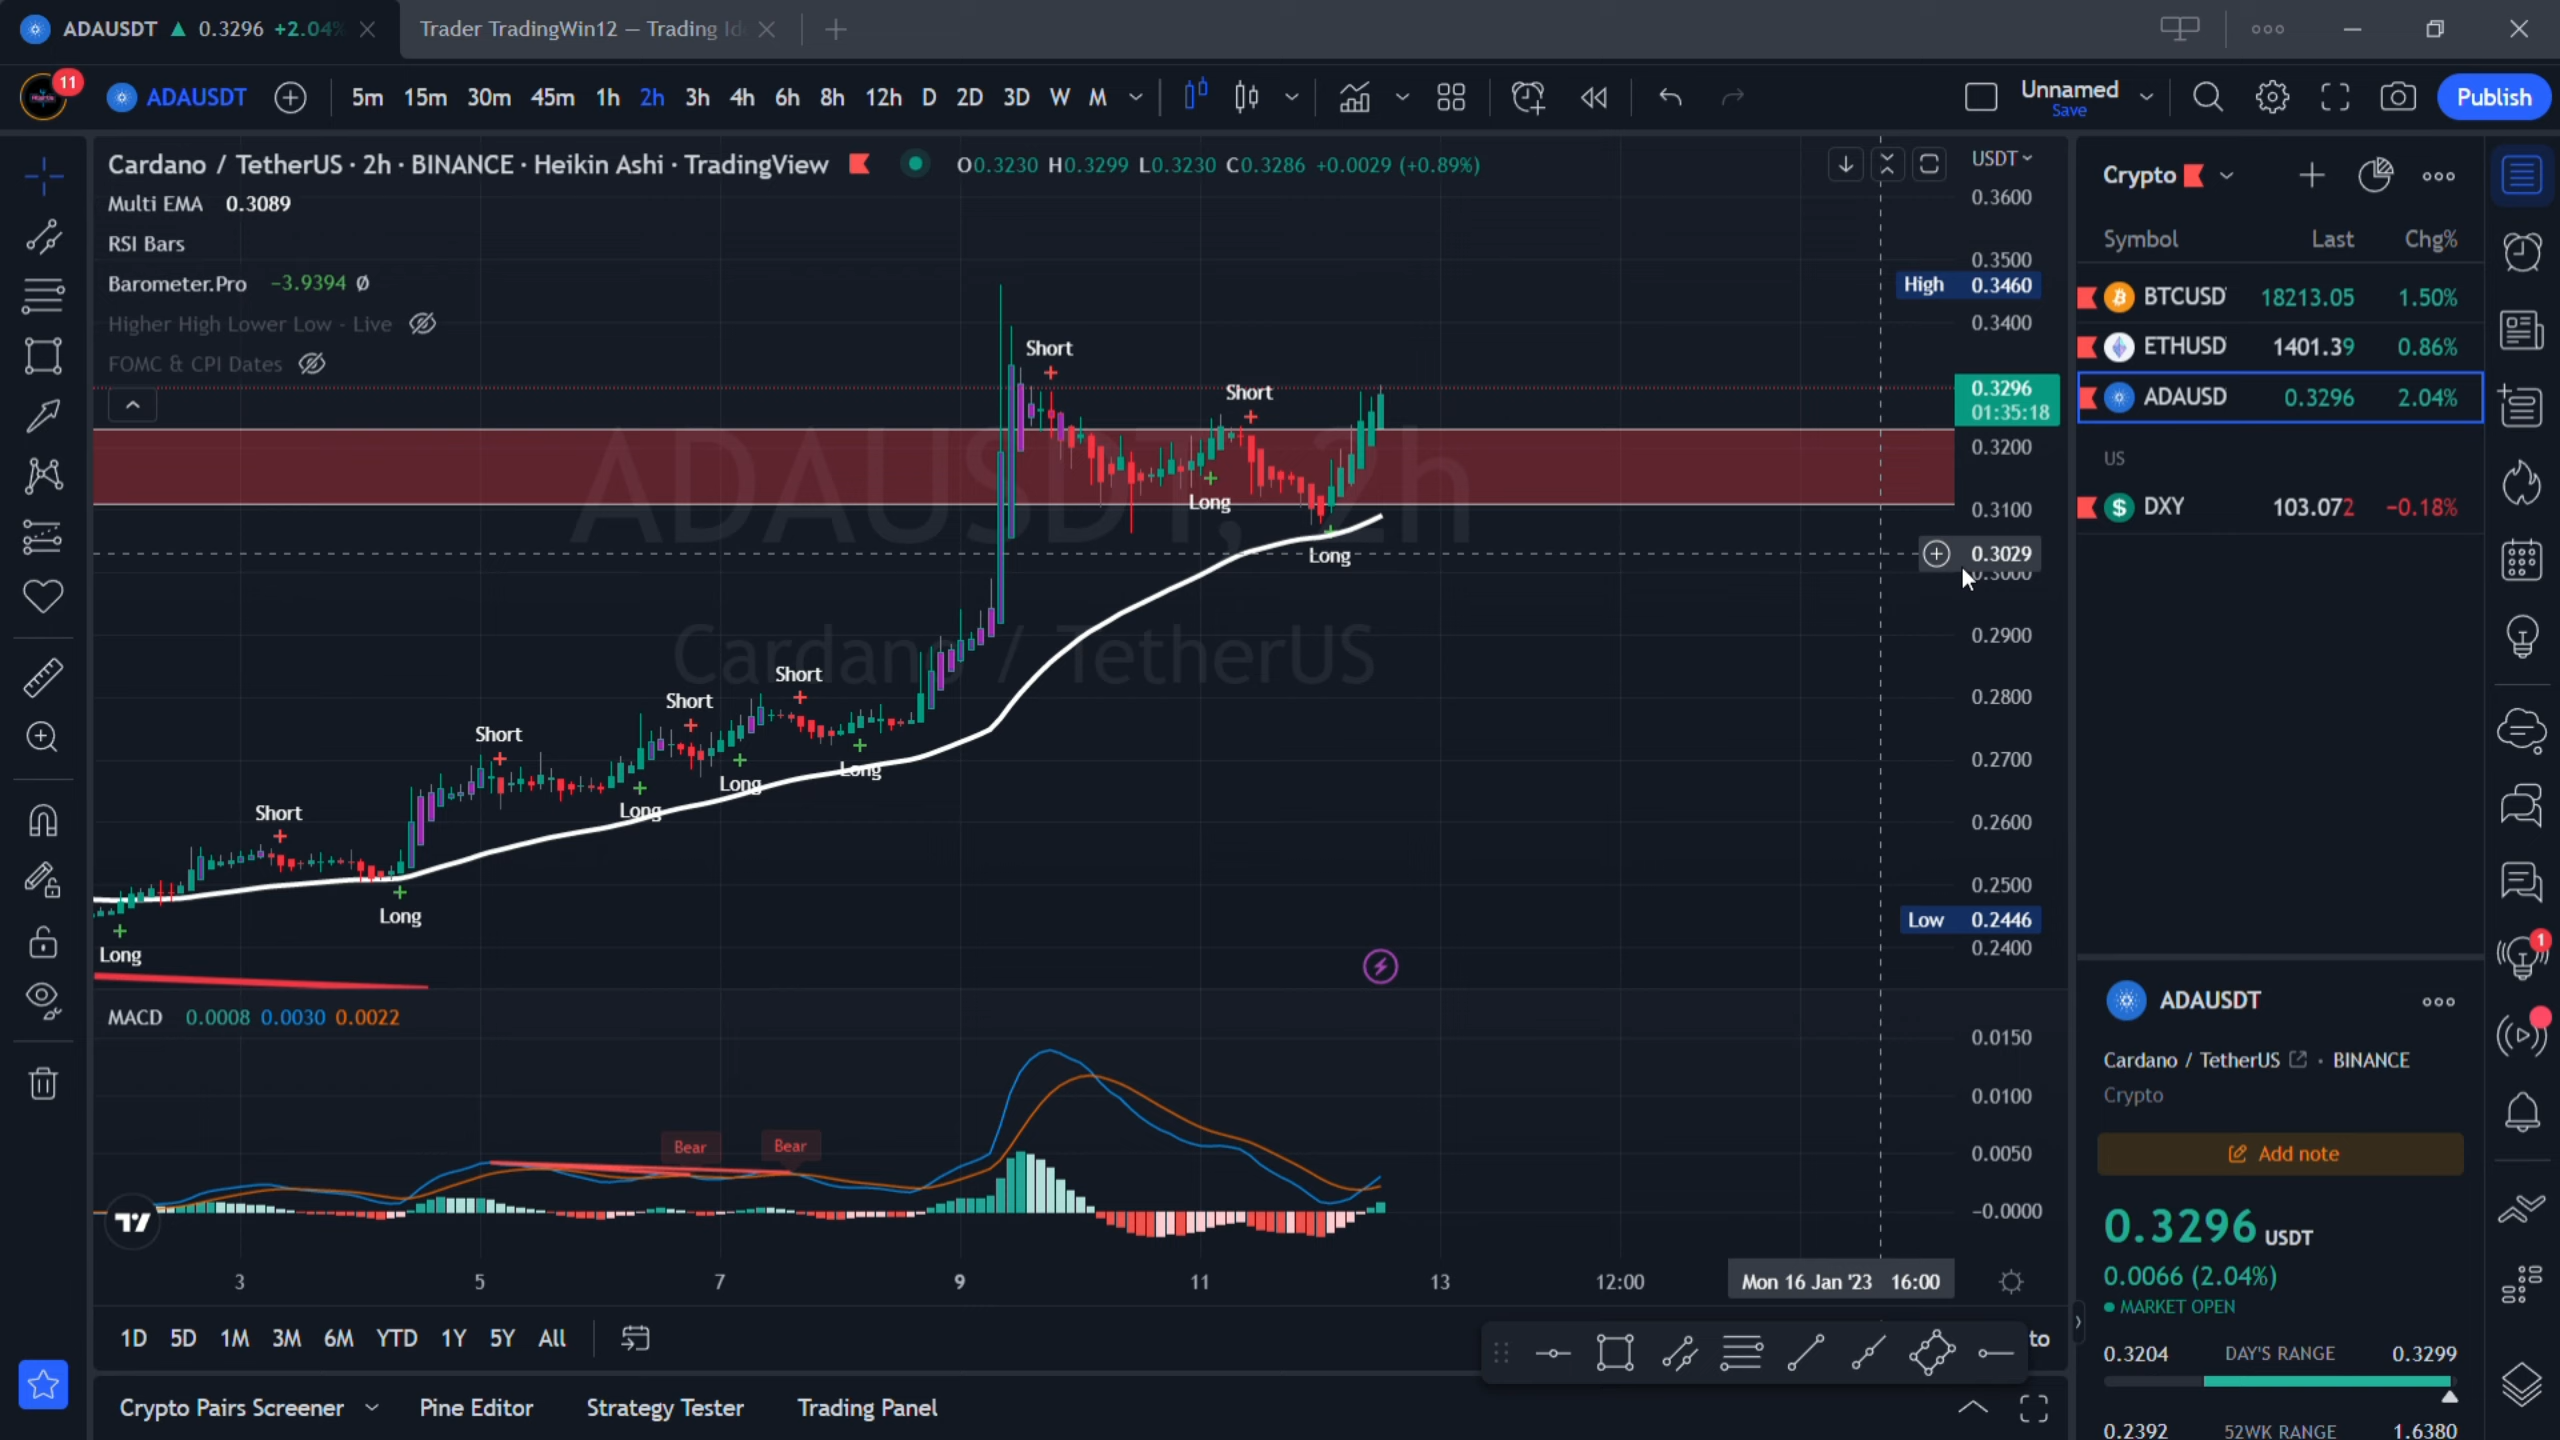 ADAUSDT ▲ 0.3296 +2.04%
Trader TradingWin12 — Trading Id
11
ADAUSDT 5m 15m 30m 45m 1h 2h 3h 4h 6h 8h 12h D 2D 3D W M
Unnamed
Save
Publish
Cardano / TetherUS · 2h · BINANCE · Heikin Ashi · TradingView
O0.3230 H0.3299 L0.3230 C0.3286 +0.0029 (+0.89%)
Multi EMA 0.3089
RSI Bars
Barometer.Pro -3.9394 Ø
Higher High Lower Low - Live
FOMC & CPI Dates
ADAUSDT, 2h
Cardano / TetherUS
Short
Short
Long
Long
Short
Short
Short
Long
Long
Long
Short
Long
Long
USDT
0.3600
0.3500
High 0.3460
0.3400
0.3296
01:35:18
0.3200
0.3100
0.3029
0.3000
0.2900
0.2800
0.2700
0.2600
0.2500
Low 0.2446
0.2400
MACD 0.0008 0.0030 0.0022
Bear
Bear
0.0150
0.0100
0.0050
-0.0000
3 5 7 9 11 13 12:00 Mon 16 Jan '23 16:00
1D 5D 1M 3M 6M YTD 1Y 5Y All
to
Crypto Pairs Screener Pine Editor Strategy Tester Trading Panel
Crypto
Symbol Last Chg%
BTCUSD 18213.05 1.50%
ETHUSD 1401.39 0.86%
ADAUSD 0.3296 2.04%
US
DXY 103.072 -0.18%
ADAUSDT
Cardano / TetherUS · BINANCE
Crypto
Add note
0.3296 USDT
0.0066 (2.04%)
MARKET OPEN
0.3204 DAY'S RANGE 0.3299
0.2392 52WK RANGE 1.6380
1